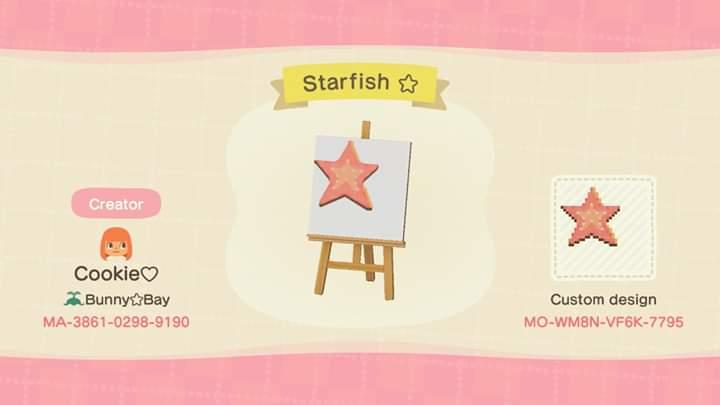 Starfish ☆
Creator
Cookie♡
Bunny☆Bay
MA-3861-0298-9190
Custom design
MO-WM8N-VF6K-7795